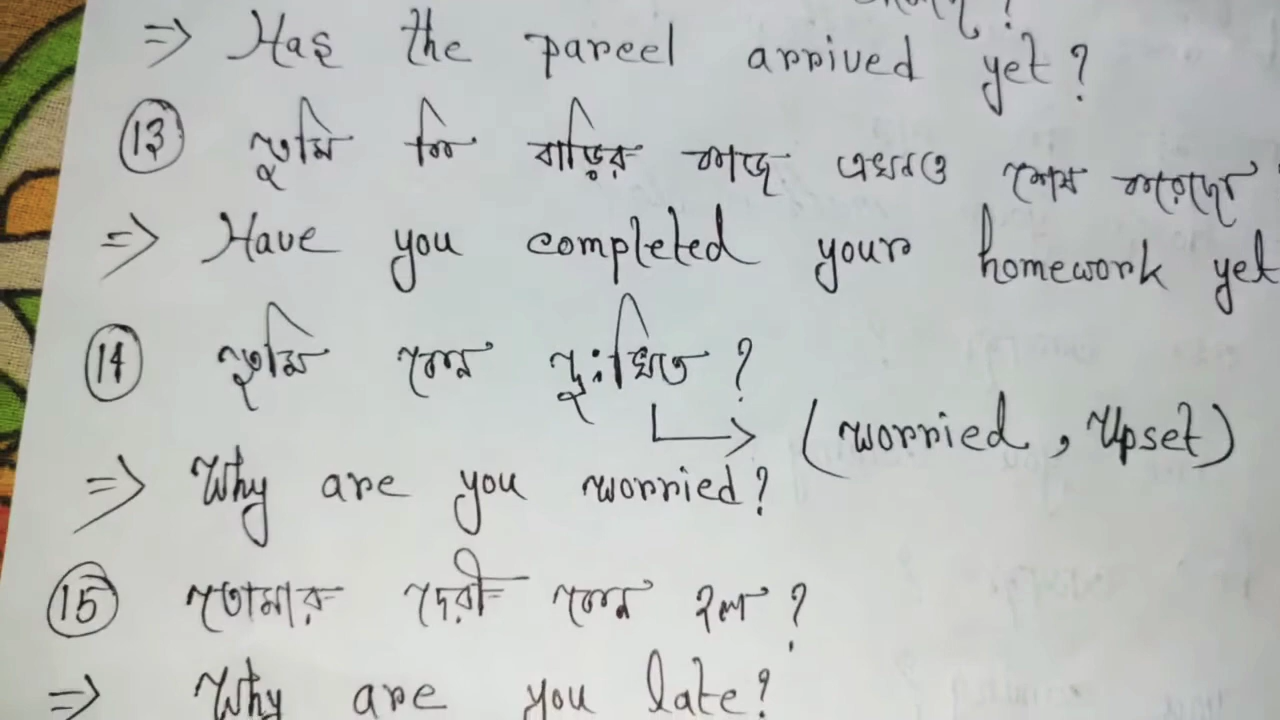 ⇒ Has the parcel arrived yet?
(13) তুমি কি বাড়ির কাজ এখনও শেষ করেছো
⇒ Have you completed your homework yet
(14) তুমি কেন দুঃখিত ?
↳ (worried, Upset)
⇒ Why are you worried?
(15) তোমার দেরী কেন হল ?
⇒ Why are you late?